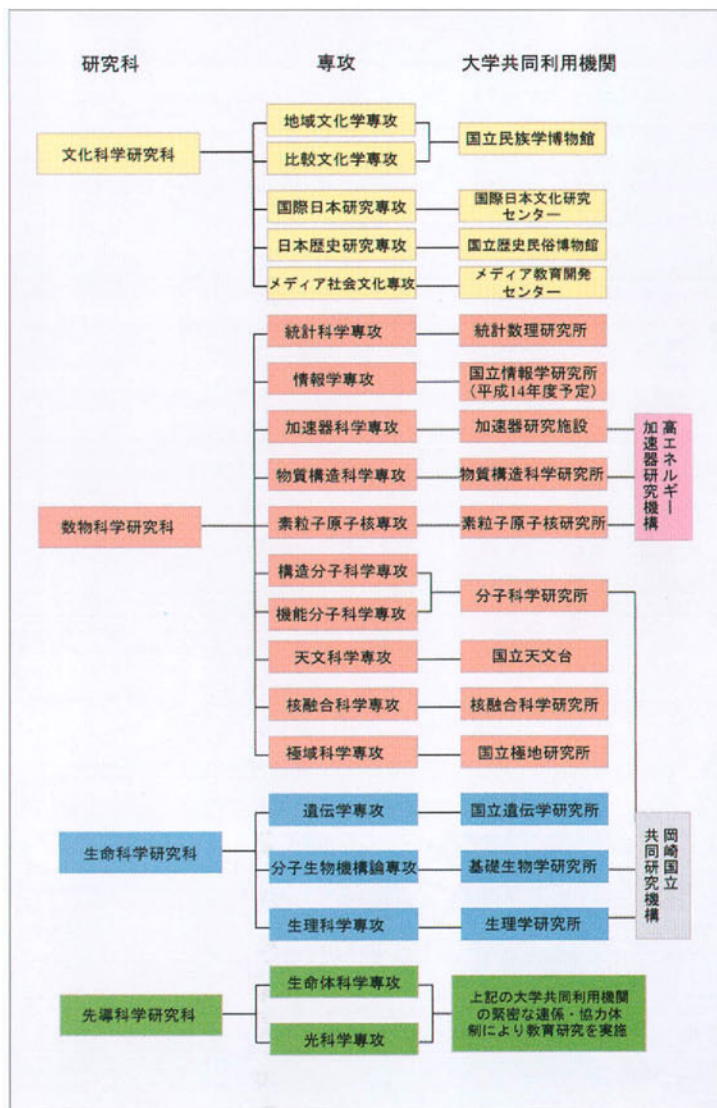 研究科 専攻 大学共同利用機関
文化科学研究科
地域文化学専攻
比較文化学専攻
国立民族学博物館
国際日本研究専攻
国際日本文化研究
センター
日本歴史研究専攻
国立歴史民俗博物館
メディア社会文化専攻
メディア教育開発
センター
数物科学研究科
統計科学専攻
統計数理研究所
情報学専攻
国立情報学研究所
(平成14年度予定)
加速器科学専攻
加速器研究施設
物質構造科学専攻
物質構造科学研究所
素粒子原子核専攻
素粒子原子核研究所
高エネルギー
加速器研究機構
構造分子科学専攻
機能分子科学専攻
分子科学研究所
天文科学専攻
国立天文台
核融合科学専攻
核融合科学研究所
極域科学専攻
国立極地研究所
生命科学研究科
遺伝学専攻
国立遺伝学研究所
分子生物機構論専攻
基礎生物学研究所
生理科学専攻
生理学研究所
岡崎国立
共同研究機構
先導科学研究科
生命体科学専攻
光科学専攻
上記の大学共同利用機関
の緊密な連係・協力体
制により教育研究を実施